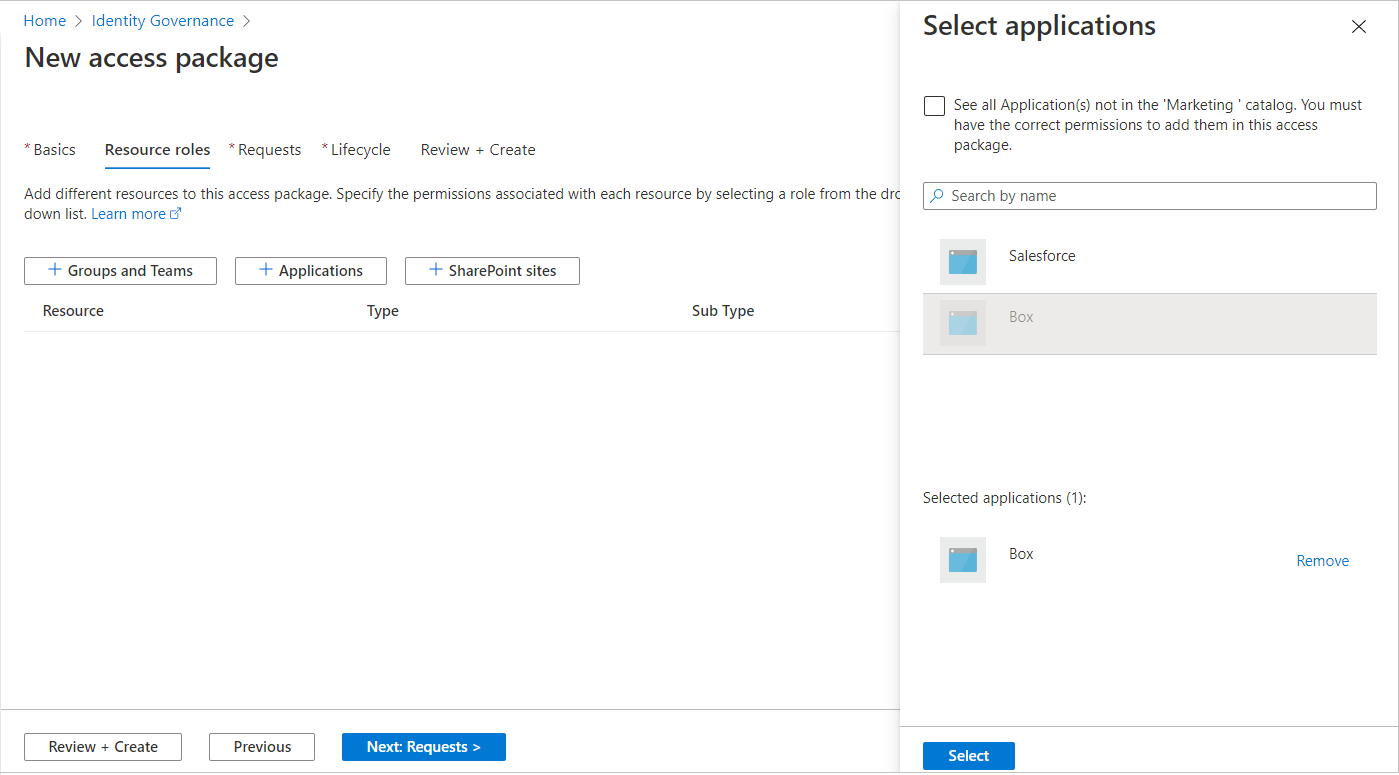 Home > Identity Governance >
New access package
* Basics Resource roles * Requests * Lifecycle Review + Create
Add different resources to this access package. Specify the permissions associated with each resource by selecting a role from the dro
down list. Learn more
+ Groups and Teams + Applications + SharePoint sites
Resource Type Sub Type
Review + Create Previous Next: Requests >
Select applications
See all Application(s) not in the 'Marketing ' catalog. You must
have the correct permissions to add them in this access
package.
Search by name
Salesforce
Box
Selected applications (1):
Box Remove
Select